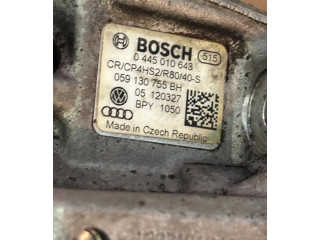 BOSCH 515
0 445 010 643
CR/CP4HS2/R80/40-S
059 130 755 BH
05 120327
BPY 1050
Made in Czech Republic